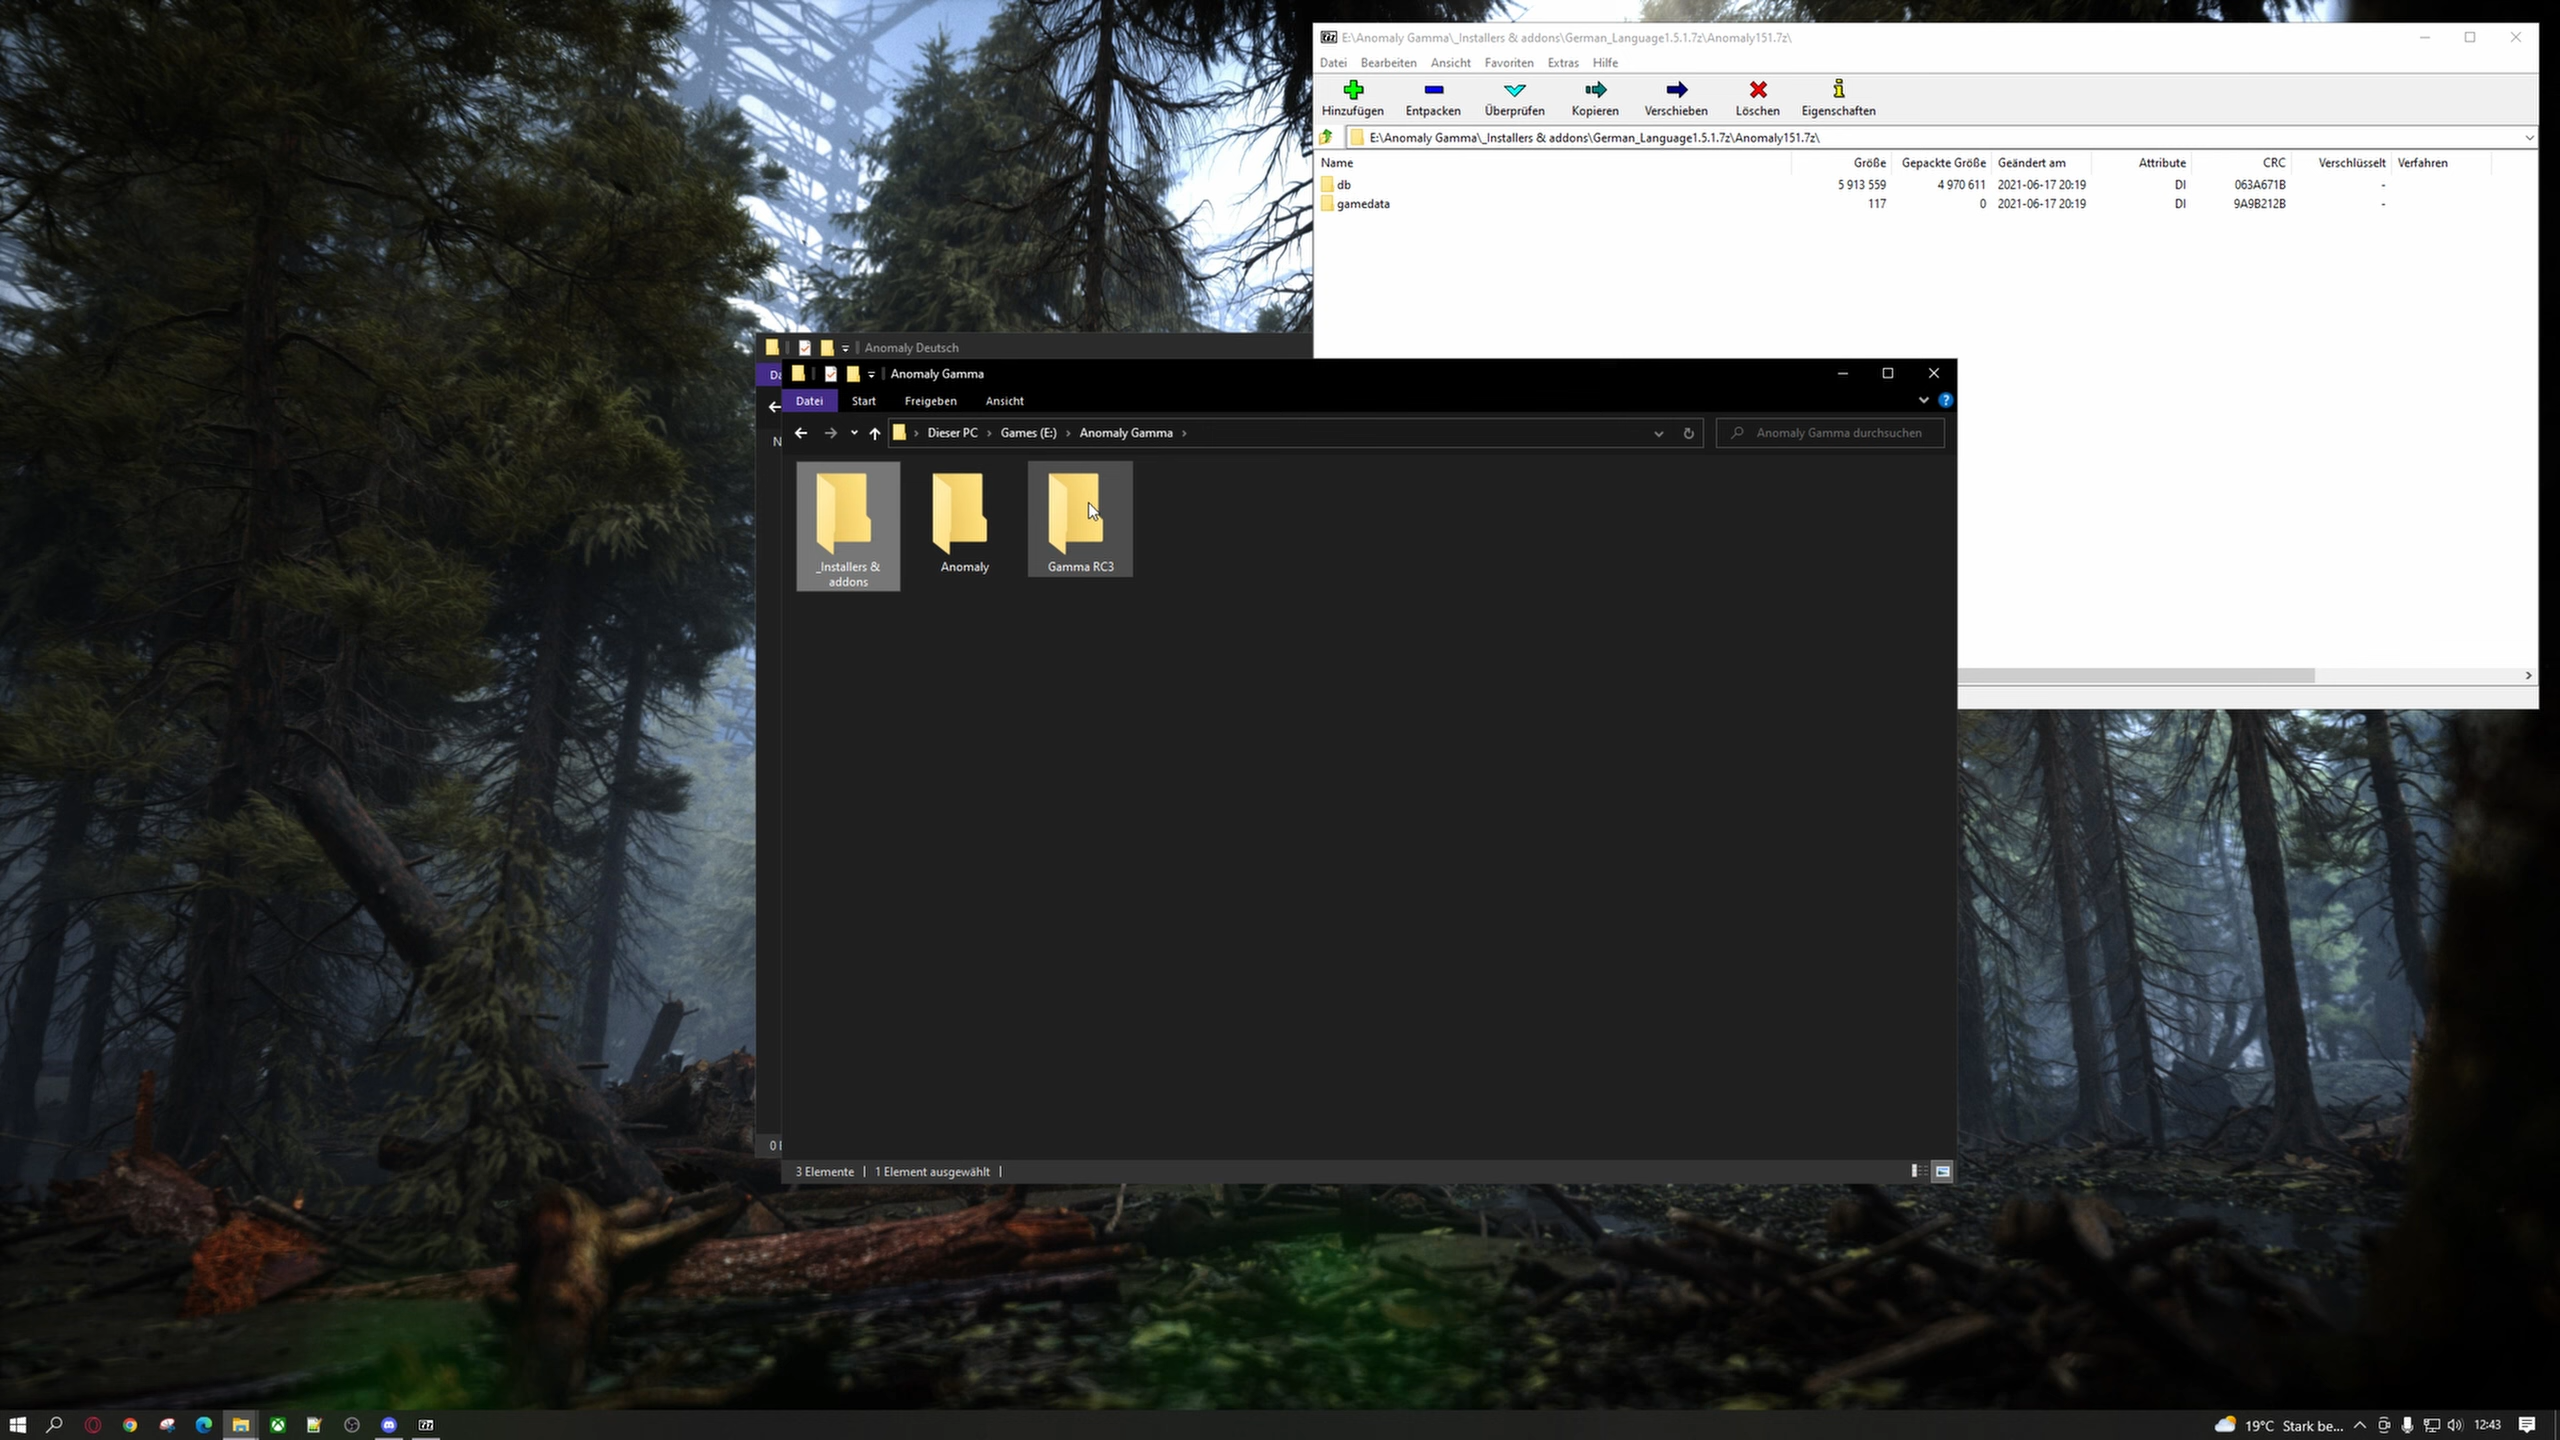 E:\Anomaly Gamma\_Installers & addons\German_Language1.5.1.7z\Anomaly151.7z\
Datei Bearbeiten Ansicht Favoriten Extras Hilfe
Hinzufügen Entpacken Überprüfen Kopieren Verschieben Löschen Eigenschaften
E:\Anomaly Gamma\_Installers & addons\German_Language1.5.1.7z\Anomaly151.7z\
Name Größe Gepackte Größe Geändert am Attribute CRC Verschlüsselt Verfahren
db 5 913 559 4 970 611 2021-06-17 20:19 DI 063A671B -
gamedata 117 0 2021-06-17 20:19 DI 9A9B212B -
Anomaly Deutsch
Da
N
0 E
Anomaly Gamma
Datei Start Freigeben Ansicht
Dieser PC Games (E:) Anomaly Gamma
Anomaly Gamma durchsuchen
_Installers &
addons
Anomaly
Gamma RC3
3 Elemente 1 Element ausgewählt
19°C Stark be... 12:43